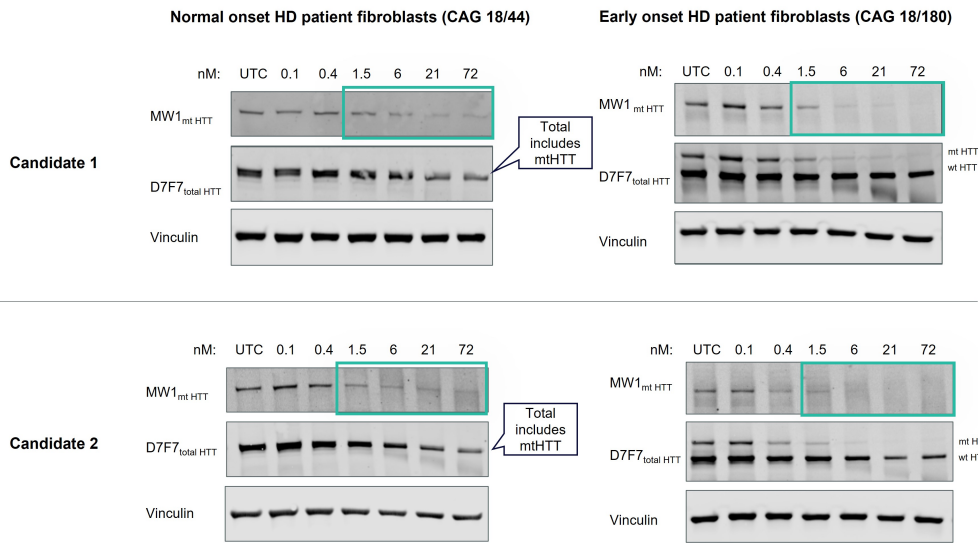 Normal onset HD patient fibroblasts (CAG 18/44)
Early onset HD patient fibroblasts (CAG 18/180)
nM: UTC 0.1 0.4 1.5 6 21 72
nM: UTC 0.1 0.4 1.5 6 21 72
Candidate 1
MW1mt HTT
D7F7total HTT
Vinculin
Total
includes
mtHTT
MW1mt HTT
D7F7total HTT
mt HTT
wt HTT
Vinculin
nM: UTC 0.1 0.4 1.5 6 21 72
nM: UTC 0.1 0.4 1.5 6 21 72
Candidate 2
MW1mt HTT
D7F7total HTT
Vinculin
Total
includes
mtHTT
MW1mt HTT
D7F7total HTT
mt H
wt H
Vinculin